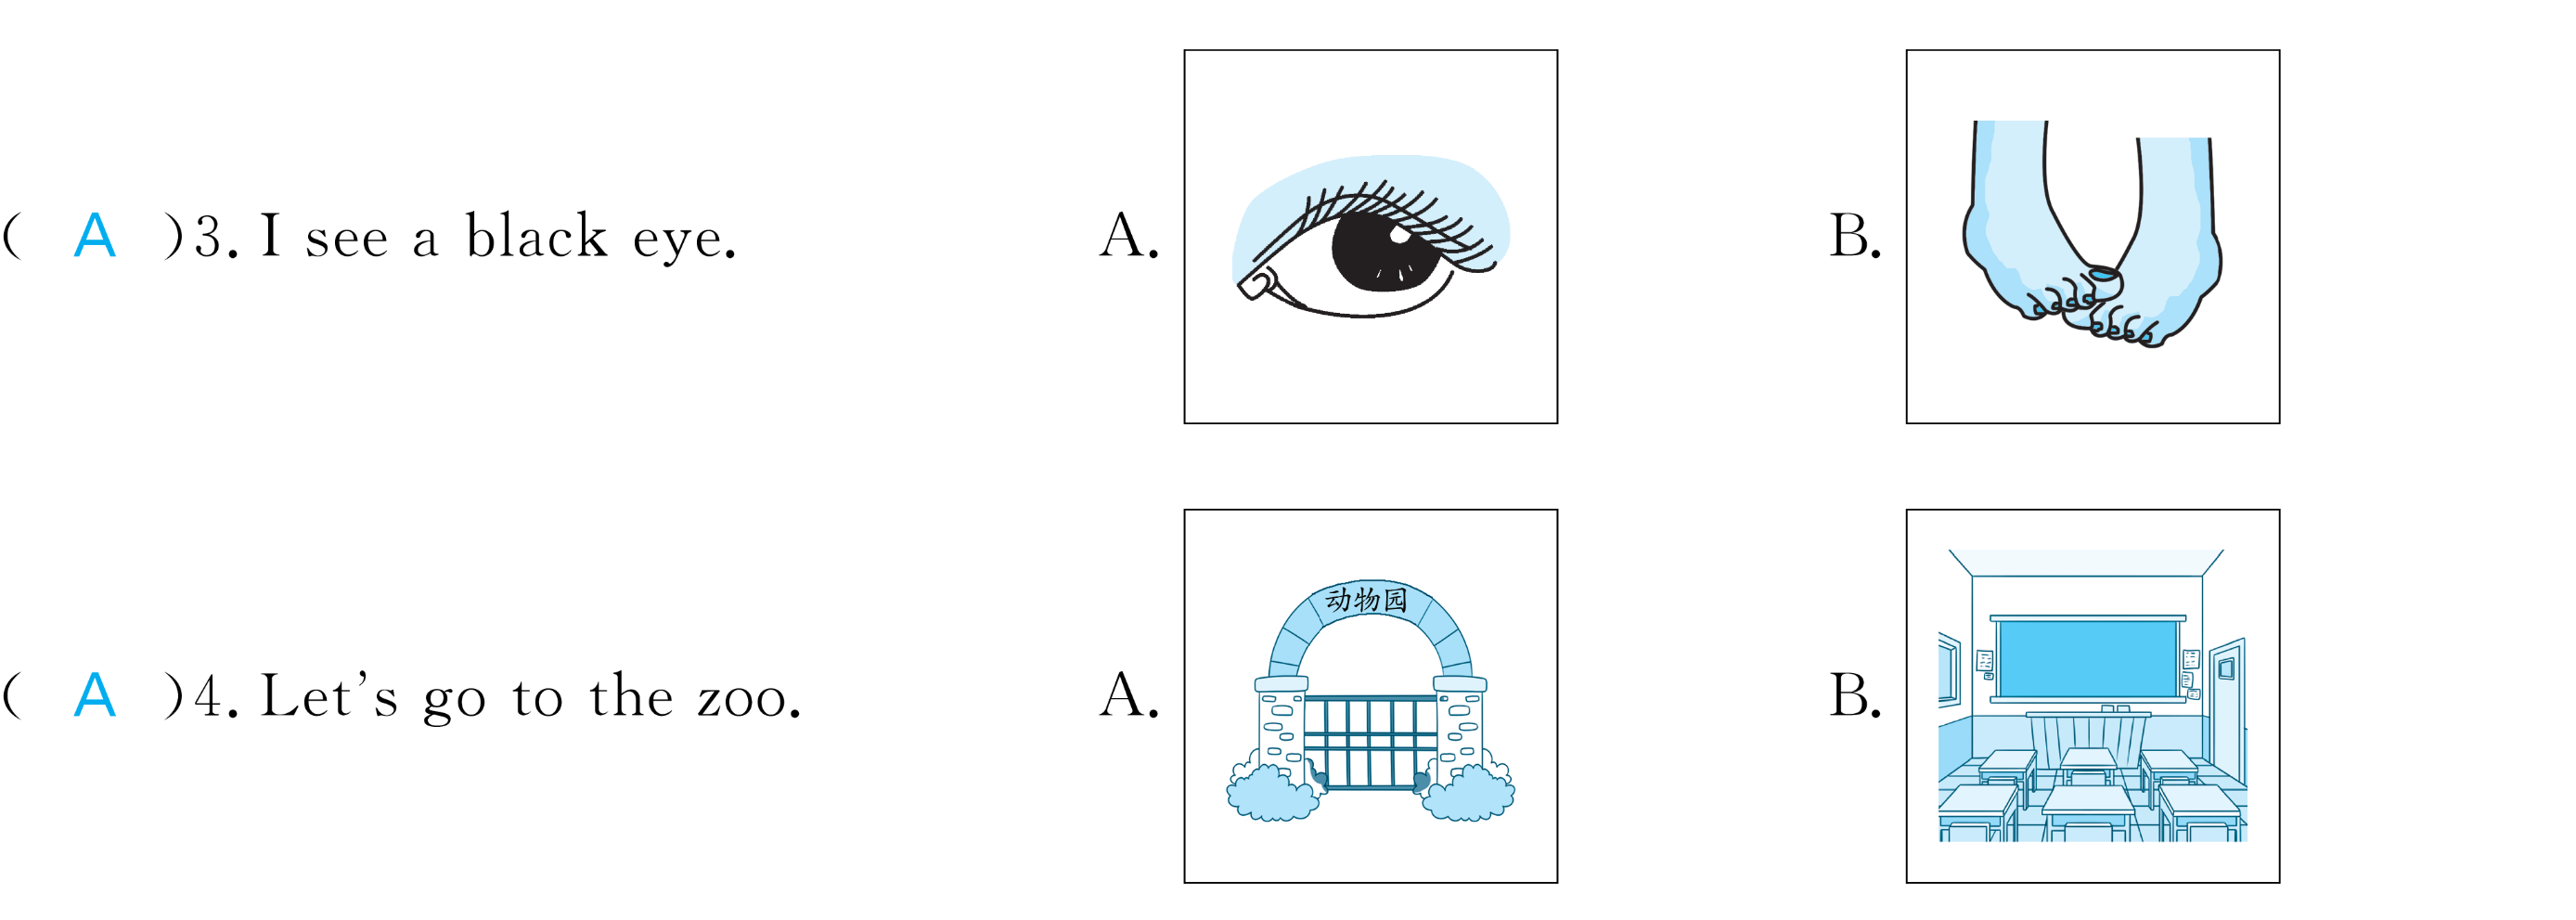 ( A )3. I see a black eye. A. B.
动物园
( A )4. Let's go to the zoo. A. B.